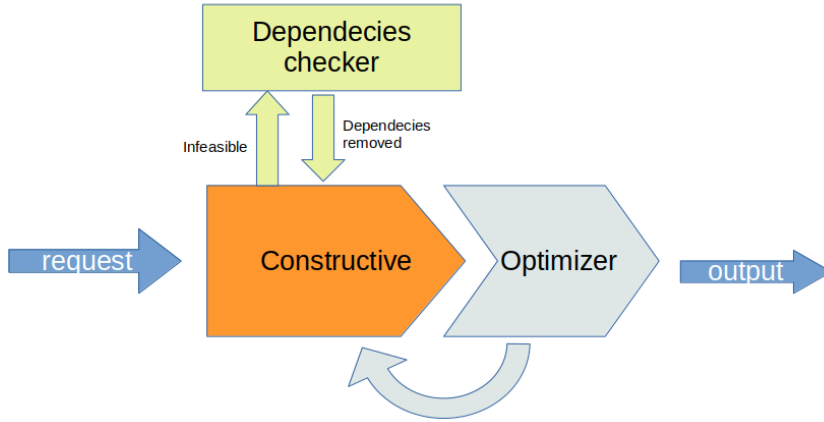 Dependecies
checker
Infeasible
Dependecies
removed
request
Constructive
Optimizer
output